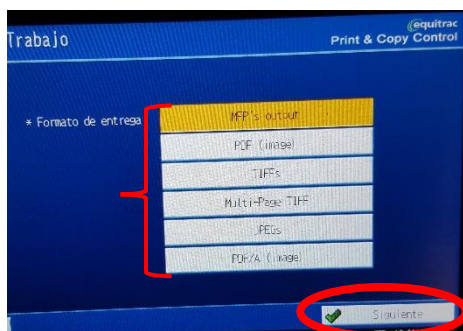 equitrac
Trabajo
Print & Copy Control
* Formato de entrega
MFP's output
PDF (image)
TIFFs
Multi-Page TIFF
JPEGs
PDF/A (image)
Siguiente